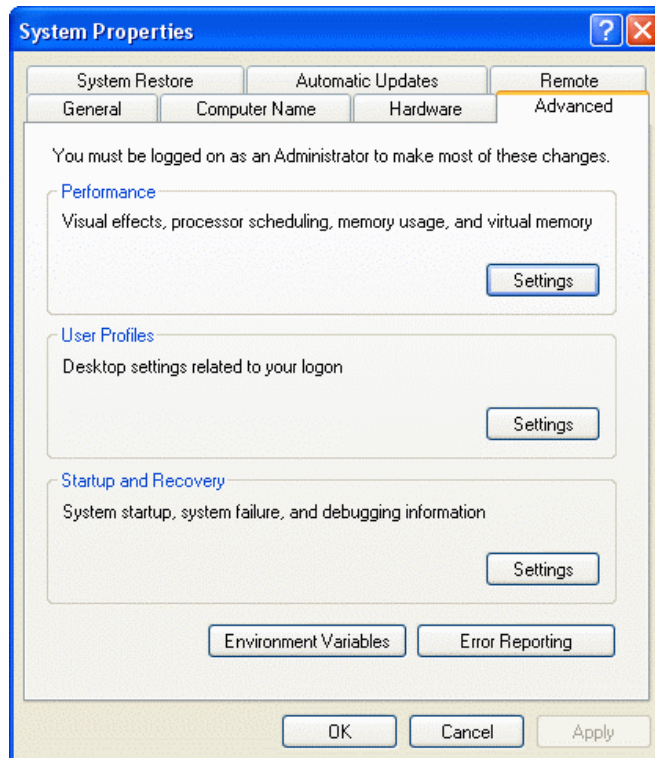 System Properties
System Restore Automatic Updates Remote
General Computer Name Hardware Advanced
You must be logged on as an Administrator to make most of these changes.
Performance
Visual effects, processor scheduling, memory usage, and virtual memory
Settings
User Profiles
Desktop settings related to your logon
Settings
Startup and Recovery
System startup, system failure, and debugging information
Settings
Environment Variables Error Reporting
OK Cancel Apply